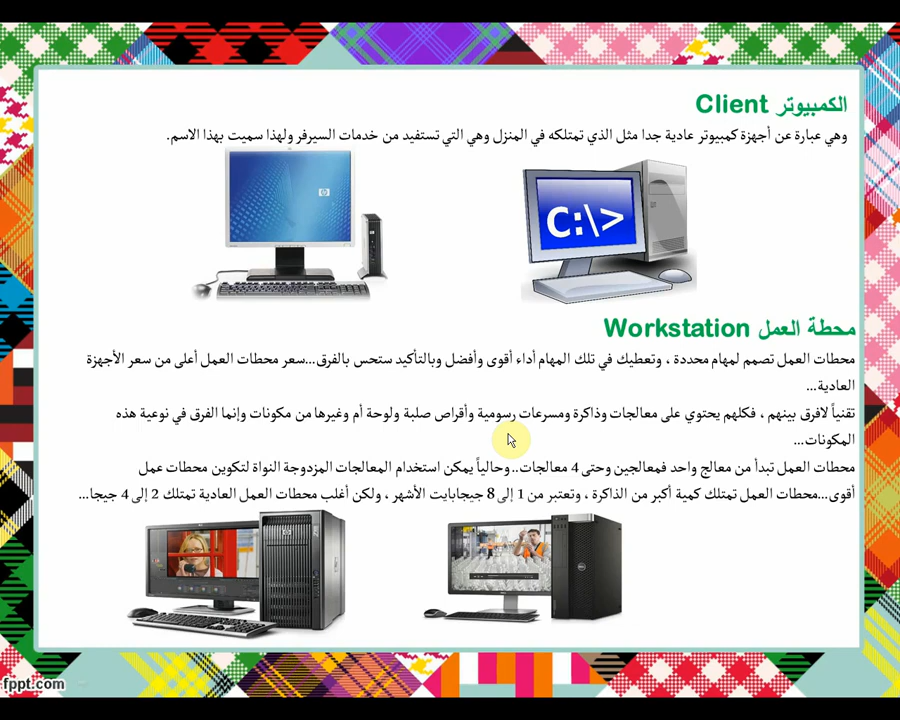 الكمبيوتر Client
وهي عبارة عن أجهزة كمبيوتر عادية جدا مثل الذي تمتلكه في المنزل وهي التي تستفيد من خدمات السيرفر ولهذا سميت بهذا الاسم.
C:\>
محطة العمل Workstation
محطات العمل تصمم لمهام محددة ، وتعطيك في تلك المهام أداء أقوى وأفضل وبالتأكيد ستحس بالفرق...سعر محطات العمل أعلى من سعر الأجهزة
العادية...
تقنياً لافرق بينهم ، فكلهم يحتوي على معالجات وذاكرة ومسرعات رسومية وأقراص صلبة ولوحة أم وغيرها من مكونات وإنما الفرق في نوعية هذه
المكونات...
محطات العمل تبدأ من معالج واحد فمعالجين وحتى 4 معالجات..وحالياً يمكن استخدام المعالجات المزدوجة النواة لتكوين محطات عمل
أقوى...محطات العمل تمتلك كمية أكبر من الذاكرة ، وتعتبر من 1 إلى 8 جيجابايت الأشهر ، ولكن أغلب محطات العمل العادية تمتلك 2 إلى 4 جيجا...
fppt.com